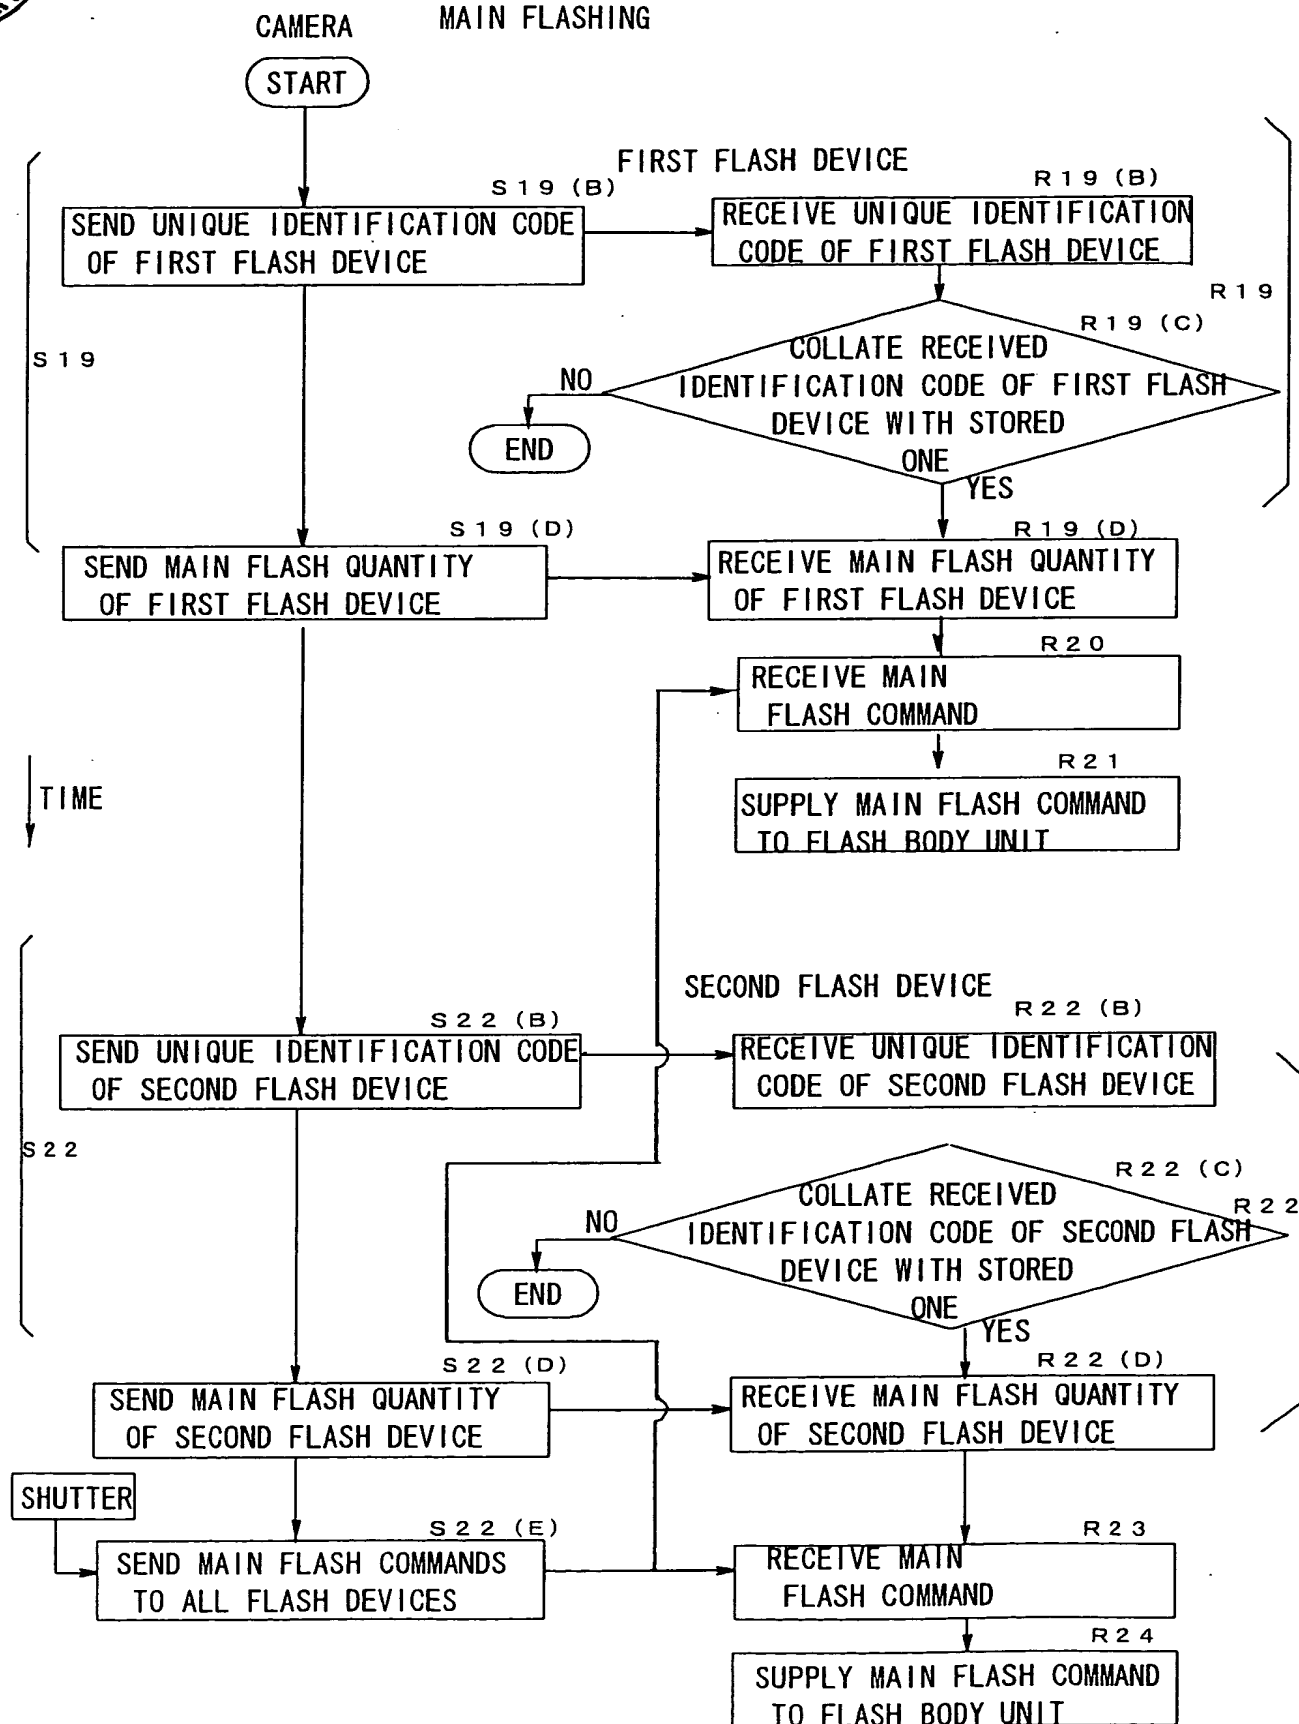 MAIN FLASHING
CAMERA
START
FIRST FLASH DEVICE
S19 (B)
SEND UNIQUE IDENTIFICATION CODE
OF FIRST FLASH DEVICE
R19 (B)
RECEIVE UNIQUE IDENTIFICATION
CODE OF FIRST FLASH DEVICE
R19
S19
R19 (C)
COLLATE RECEIVED
IDENTIFICATION CODE OF FIRST FLASH
DEVICE WITH STORED
ONE
NO
END
YES
S19 (D)
SEND MAIN FLASH QUANTITY
OF FIRST FLASH DEVICE
R19 (D)
RECEIVE MAIN FLASH QUANTITY
OF FIRST FLASH DEVICE
R20
RECEIVE MAIN
FLASH COMMAND
R21
SUPPLY MAIN FLASH COMMAND
TO FLASH BODY UNIT
TIME
SECOND FLASH DEVICE
S22 (B)
SEND UNIQUE IDENTIFICATION CODE
OF SECOND FLASH DEVICE
R22 (B)
RECEIVE UNIQUE IDENTIFICATION
CODE OF SECOND FLASH DEVICE
S22
R22 (C)
R22
COLLATE RECEIVED
IDENTIFICATION CODE OF SECOND FLASH
DEVICE WITH STORED
ONE
NO
END
YES
S22 (D)
SEND MAIN FLASH QUANTITY
OF SECOND FLASH DEVICE
R22 (D)
RECEIVE MAIN FLASH QUANTITY
OF SECOND FLASH DEVICE
SHUTTER
S22 (E)
SEND MAIN FLASH COMMANDS
TO ALL FLASH DEVICES
R23
RECEIVE MAIN
FLASH COMMAND
R24
SUPPLY MAIN FLASH COMMAND
TO FLASH BODY UNIT